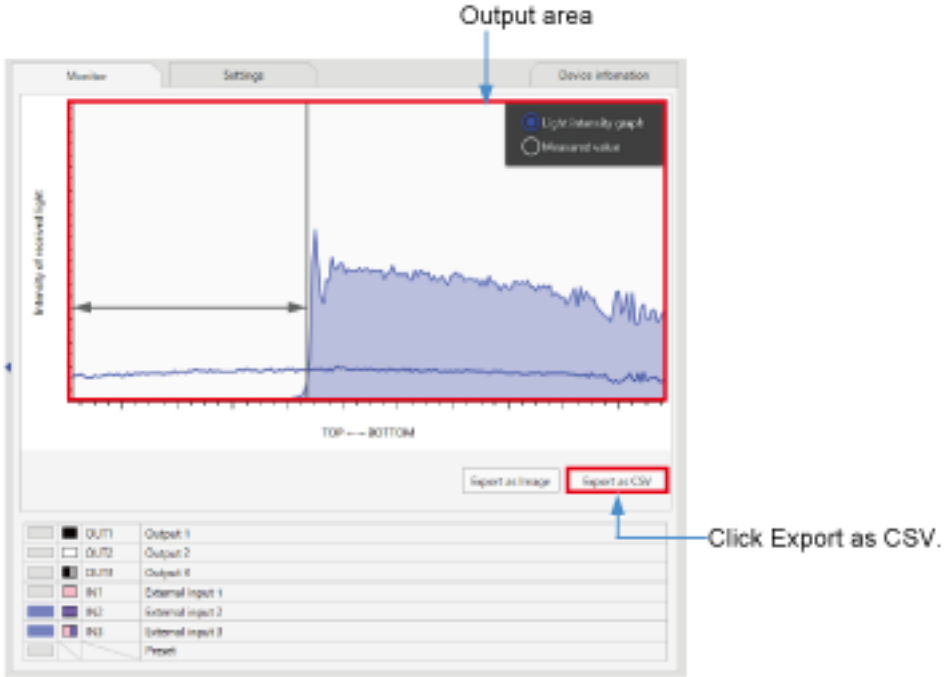 Output area
Monitor
Settings
Device information
Light intensity graph
Measured value
Intensity of received light
TOP ---- BOTTOM
Export as Image
Export as CSV
Click Export as CSV.
OUT1 Output 1
OUT2 Output 2
Output
IN1 External input 1
IN2 External input 2
IN3 External input 3
Preset